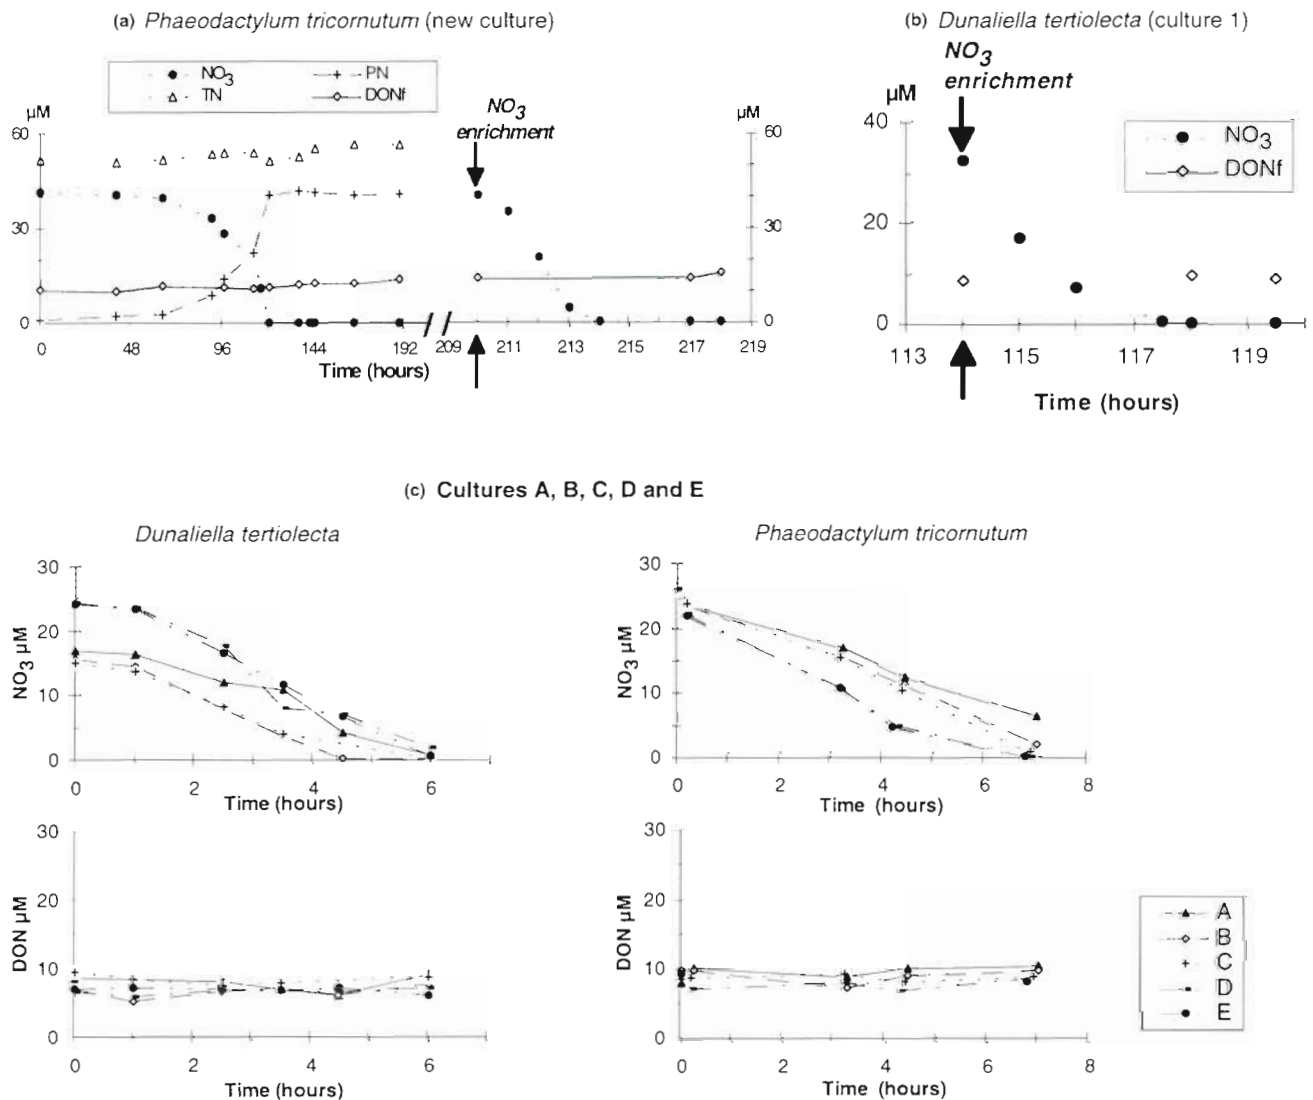 (a) Phaeodactylum tricornutum (new culture)
NO3 PN
TN DONf
µM
NO3
enrichment
µM
60 60
30 30
0 0
0 48 96 144 192 209 211 213 215 217 219
Time (hours)
(b) Dunaliella tertiolecta (culture 1)
NO3
enrichment
µM
NO3
DONf
40
20
0
113 115 117 119
Time (hours)
(c) Cultures A, B, C, D and E
Dunaliella tertiolecta
NO3 µM
30
20
10
0
0 2 4 6
Time (hours)
Phaeodactylum tricornutum
NO3 µM
30
20
10
0
0 2 4 6 8
Time (hours)
DON µM
30
20
10
0
0 2 4 6
Time (hours)
DON µM
30
20
10
0
0 2 4 6 8
Time (hours)
A
B
C
D
E